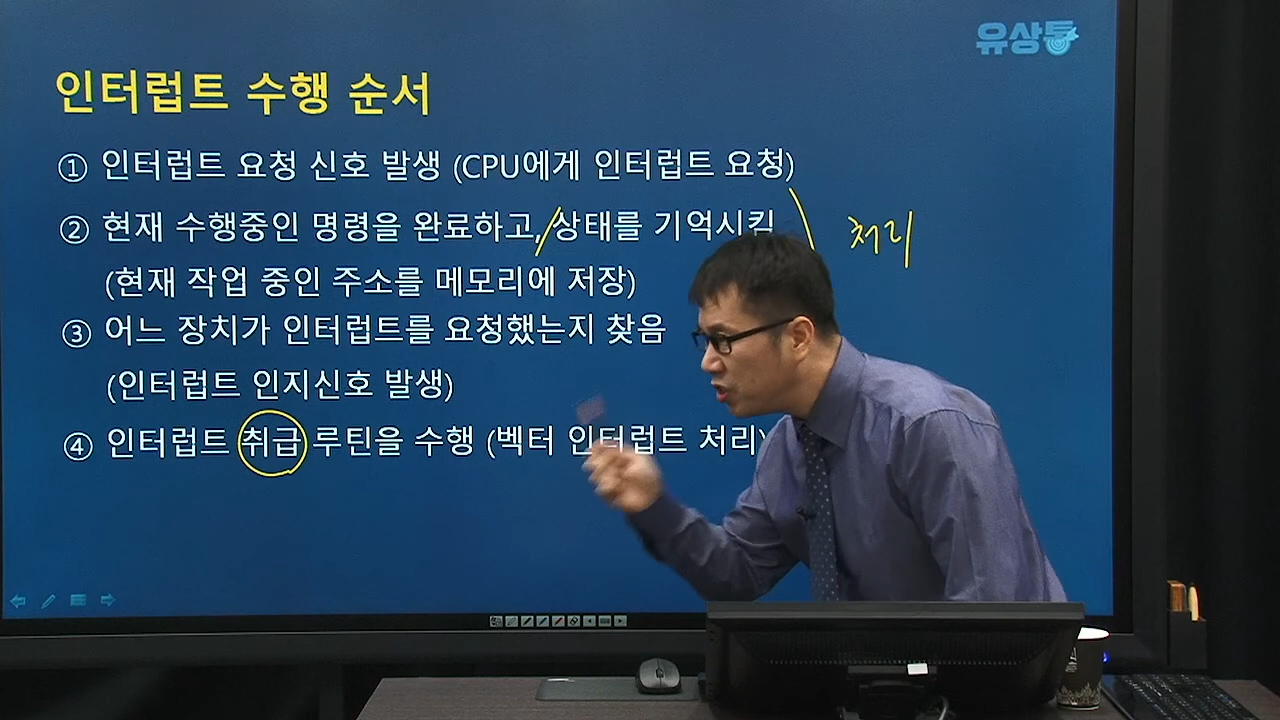 유상통
인터럽트 수행 순서
① 인터럽트 요청 신호 발생 (CPU에게 인터럽트 요청)
② 현재 수행중인 명령을 완료하고, 상태를 기억시킴
처리
(현재 작업 중인 주소를 메모리에 저장)
③ 어느 장치가 인터럽트를 요청했는지 찾음
(인터럽트 인지신호 발생)
④ 인터럽트 취급 루틴을 수행 (벡터 인터럽트 처리)